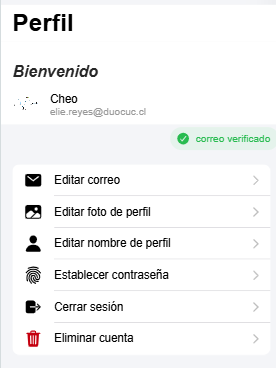 Perfil
Bienvenido
Cheo
elie.reyes@duocuc.cl
correo verificado
Editar correo
Editar foto de perfil
Editar nombre de perfil
Establecer contraseña
Cerrar sesión
Eliminar cuenta